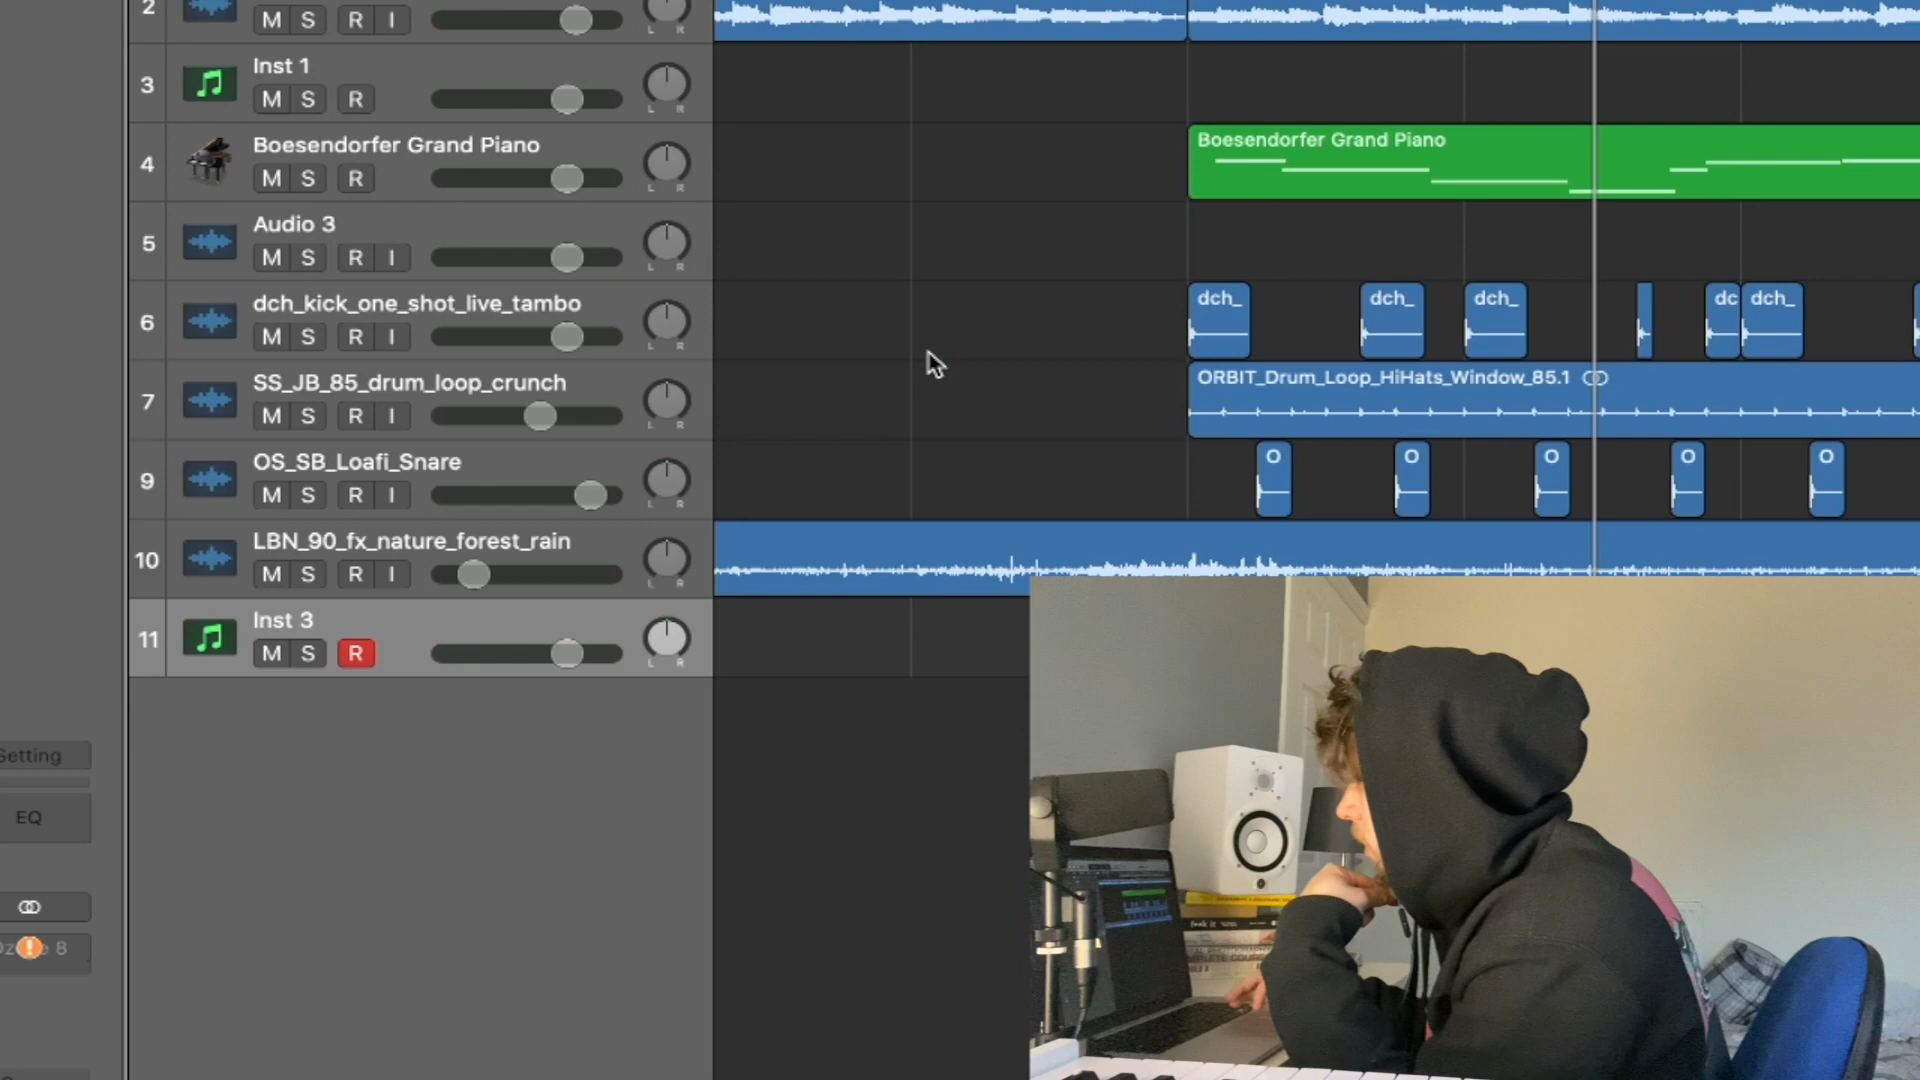 2
M S R I
L R
Inst 1
3
M S R
L R
Boesendorfer Grand Piano
4
M S R
L R
Boesendorfer Grand Piano
Audio 3
5
M S R I
L R
dch_kick_one_shot_live_tambo
6
M S R I
L R
dch_ dch_ dch_ dc dch_
SS_JB_85_drum_loop_crunch
7
M S R I
L R
ORBIT_Drum_Loop_HiHats_Window_85.1
OS_SB_Loafi_Snare
9
M S R I
L R
O O O O O
LBN_90_fx_nature_forest_rain
10
M S R I
L R
Inst 3
11
M S R
L R
Setting
EQ
8